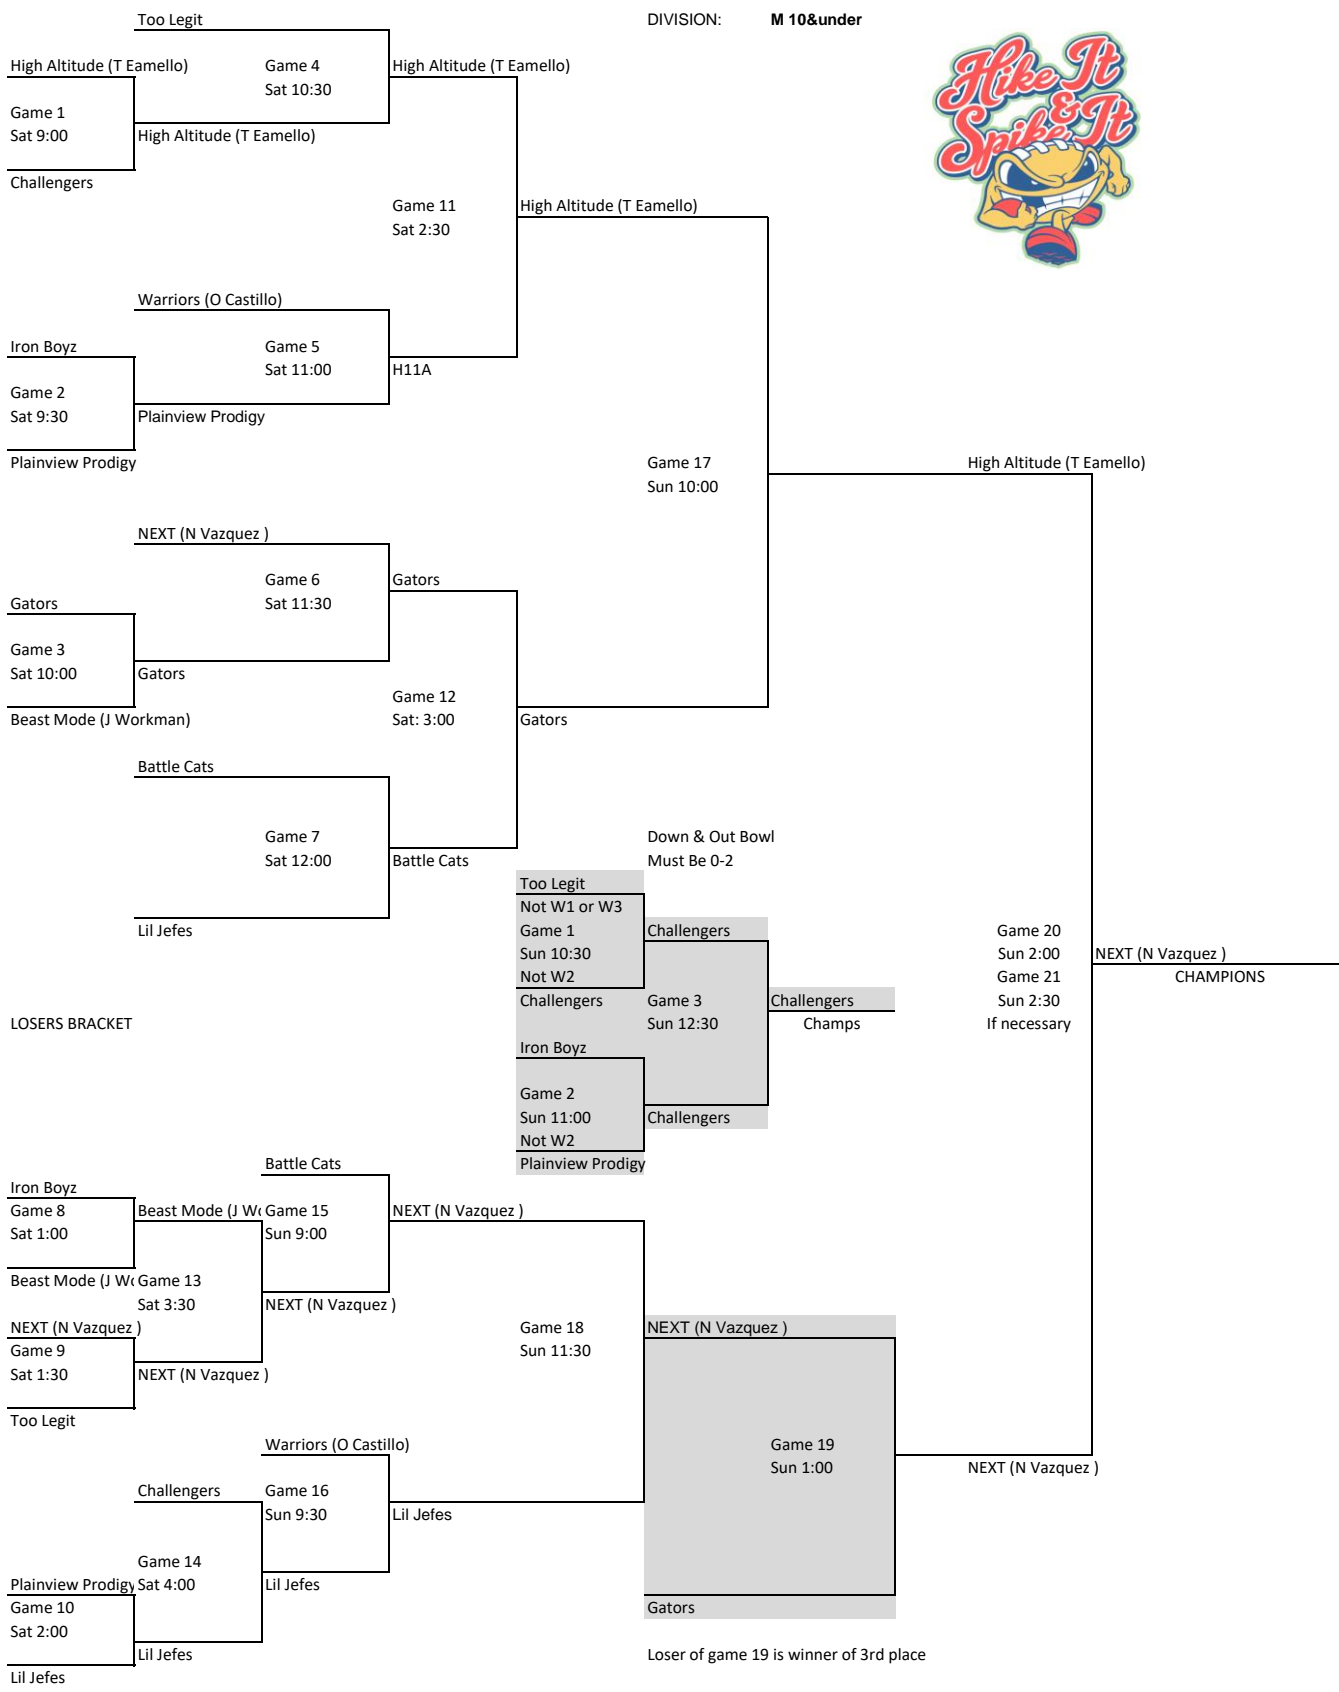 Too Legit
DIVISION: M 10&under
Hike It
&
Spike It
High Altitude (T Eamello)
Game 4
High Altitude (T Eamello)
Sat 10:30
Game 1
Sat 9:00
High Altitude (T Eamello)
Challengers
Game 11
High Altitude (T Eamello)
Sat 2:30
Warriors (O Castillo)
Iron Boyz
Game 5
Sat 11:00
H11A
Game 2
Sat 9:30
Plainview Prodigy
Plainview Prodigy
Game 17
High Altitude (T Eamello)
Sun 10:00
NEXT (N Vazquez )
Game 6
Gators
Gators
Sat 11:30
Game 3
Sat 10:00
Gators
Game 12
Beast Mode (J Workman)
Sat: 3:00
Gators
Battle Cats
Game 7
Down & Out Bowl
Sat 12:00
Battle Cats
Must Be 0-2
Too Legit
Not W1 or W3
Lil Jefes
Game 1
Challengers
Game 20
Sun 10:30
Sun 2:00
NEXT (N Vazquez )
Not W2
Game 21
CHAMPIONS
Challengers
Game 3
Challengers
Sun 2:30
LOSERS BRACKET
Sun 12:30
Champs
If necessary
Iron Boyz
Game 2
Sun 11:00
Challengers
Not W2
Battle Cats
Plainview Prodigy
Iron Boyz
Game 8
Beast Mode (J Wo
Game 15
NEXT (N Vazquez )
Sat 1:00
Sun 9:00
Beast Mode (J Wo
Game 13
Sat 3:30
NEXT (N Vazquez )
NEXT (N Vazquez )
Game 18
NEXT (N Vazquez )
Game 9
Sun 11:30
Sat 1:30
NEXT (N Vazquez )
Too Legit
Warriors (O Castillo)
Game 19
Sun 1:00
NEXT (N Vazquez )
Challengers
Game 16
Sun 9:30
Lil Jefes
Game 14
Plainview Prodigy
Sat 4:00
Lil Jefes
Game 10
Gators
Sat 2:00
Lil Jefes
Loser of game 19 is winner of 3rd place
Lil Jefes